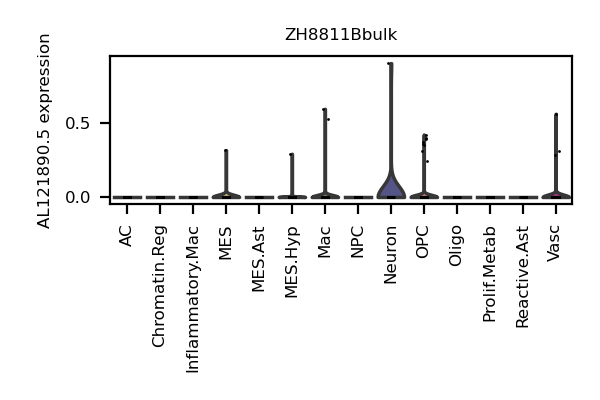 ZH8811Bbulk
AL121890.5 expression
0.5
0.0
AC
Chromatin.Reg
Inflammatory.Mac
MES
MES.Ast
MES.Hyp
Mac
NPC
Neuron
OPC
Oligo
Prolif.Metab
Reactive.Ast
Vasc